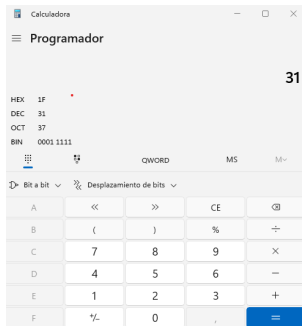 Calculadora
Programador
31
HEX 1F
DEC 31
OCT 37
BIN 0001 1111
QWORD MS M
Bit a bit Desplazamiento de bits
A << >> CE
B ( ) % ÷
C 7 8 9 ×
D 4 5 6 −
E 1 2 3 +
F +/− 0 , =